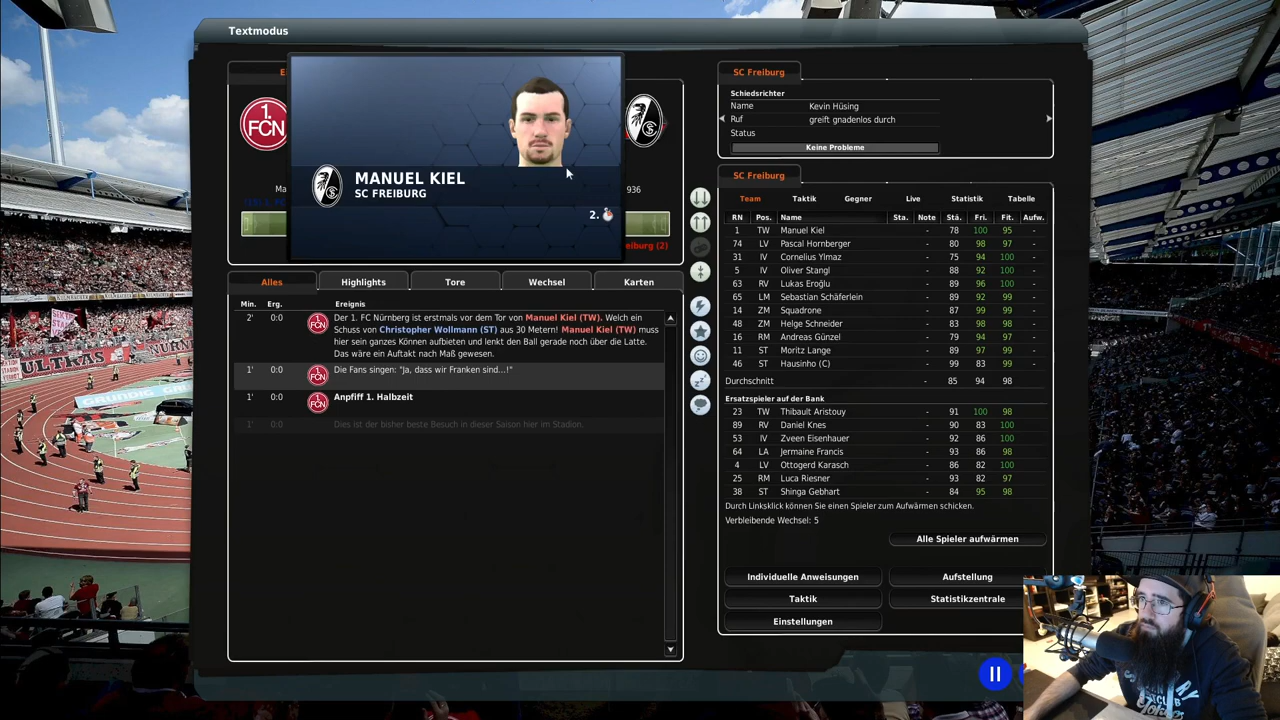 Textmodus
E
1.
FCN
MANUEL KIEL
SC FREIBURG
2.
Ma
936
eiburg (2)
Alles
Highlights
Tore
Wechsel
Karten
Min.
Erg.
Ereignis
2'
0:0
Der 1. FC Nürnberg ist erstmals vor dem Tor von Manuel Kiel (TW). Welch ein
Schuss von Christopher Wollmann (ST) aus 30 Metern! Manuel Kiel (TW) muss
hier sein ganzes Können aufbieten und lenkt den Ball gerade noch über die Latte.
Das wäre ein Auftakt nach Maß gewesen.
1'
0:0
Die Fans singen: "Ja, dass wir Franken sind...!"
1'
0:0
Anpfiff 1. Halbzeit
1'
0:0
Dies ist der bisher beste Besuch in dieser Saison hier im Stadion.
SC Freiburg
Schiedsrichter
Name Kevin Hüsing
Ruf greift gnadenlos durch
Status
Keine Probleme
SC Freiburg
Team Taktik Gegner Live Statistik Tabelle
RN Pos. Name Sta. Note Stä. Fri. Fit. Aufw.
1 TW Manuel Kiel - 78 100 95 -
74 LV Pascal Hornberger - 80 98 97 -
31 IV Cornelius Ylmaz - 75 94 100 -
5 IV Oliver Stangl - 88 92 100 -
63 RV Lukas Eroğlu - 89 96 100 -
65 LM Sebastian Schäferlein - 89 92 99 -
14 ZM Squadrone - 87 99 99 -
48 ZM Helge Schneider - 83 98 98 -
16 RM Andreas Günzel - 79 94 97 -
11 ST Moritz Lange - 89 97 99 -
46 ST Hausinho (C) - 99 83 99 -
Durchschnitt - 85 94 98
Ersatzspieler auf der Bank
23 TW Thibault Aristouy - 91 100 98 -
89 RV Daniel Knes - 90 83 100 -
53 IV Zveen Eisenhauer - 92 86 100 -
64 LA Jermaine Francis - 93 86 98 -
4 LV Ottogerd Karasch - 86 82 100 -
25 RM Luca Riesner - 93 82 97 -
38 ST Shinga Gebhart - 84 95 98 -
Durch Linksklick können Sie einen Spieler zum Aufwärmen schicken.
Verbleibende Wechsel: 5
Alle Spieler aufwärmen
Individuelle Anweisungen
Aufstellung
Taktik
Statistikzentrale
Einstellungen
ULTRAS